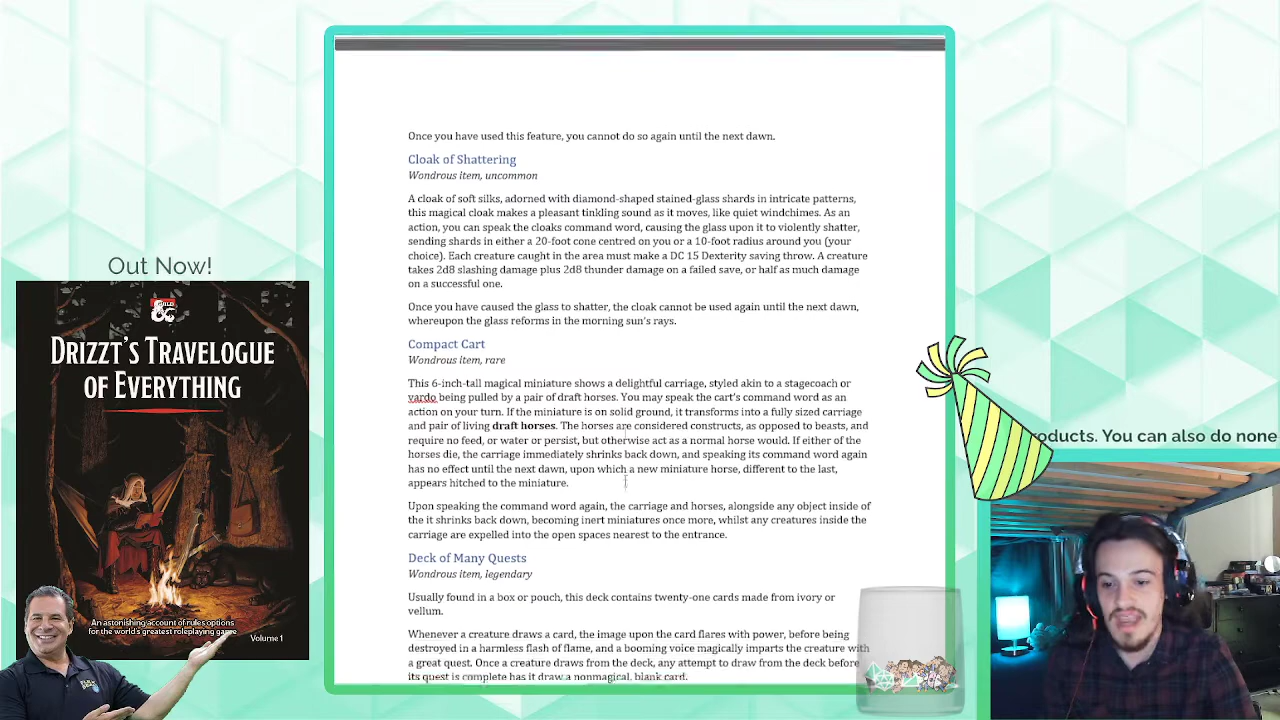 Out Now!
DRIZZT'S TRAVELOGUE
OF EVERYTHING
An astonishing account of rules options
for the world's greatest roleplaying game
Volume 1
Once you have used this feature, you cannot do so again until the next dawn.
Cloak of Shattering
Wondrous item, uncommon
A cloak of soft silks, adorned with diamond-shaped stained-glass shards in intricate patterns,
this magical cloak makes a pleasant tinkling sound as it moves, like quiet windchimes. As an
action, you can speak the cloaks command word, causing the glass upon it to violently shatter,
sending shards in either a 20-foot cone centred on you or a 10-foot radius around you (your
choice). Each creature caught in the area must make a DC 15 Dexterity saving throw. A creature
takes 2d8 slashing damage plus 2d8 thunder damage on a failed save, or half as much damage
on a successful one.
Once you have caused the glass to shatter, the cloak cannot be used again until the next dawn,
whereupon the glass reforms in the morning sun's rays.
Compact Cart
Wondrous item, rare
This 6-inch-tall magical miniature shows a delightful carriage, styled akin to a stagecoach or
vardo being pulled by a pair of draft horses. You may speak the cart's command word as an
action on your turn. If the miniature is on solid ground, it transforms into a fully sized carriage
and pair of living draft horses. The horses are considered constructs, as opposed to beasts, and
require no feed, or water or persist, but otherwise act as a normal horse would. If either of the
horses die, the carriage immediately shrinks back down, and speaking its command word again
has no effect until the next dawn, upon which a new miniature horse, different to the last,
appears hitched to the miniature.
Upon speaking the command word again, the carriage and horses, alongside any object inside of
the it shrinks back down, becoming inert miniatures once more, whilst any creatures inside the
carriage are expelled into the open spaces nearest to the entrance.
Deck of Many Quests
Wondrous item, legendary
Usually found in a box or pouch, this deck contains twenty-one cards made from ivory or
vellum.
Whenever a creature draws a card, the image upon the card flares with power, before being
destroyed in a harmless flash of flame, and a booming voice magically imparts the creature with
a great quest. Once a creature draws from the deck, any attempt to draw from the deck before
its quest is complete has it draw a nonmagical, blank card.
oducts. You can also do none